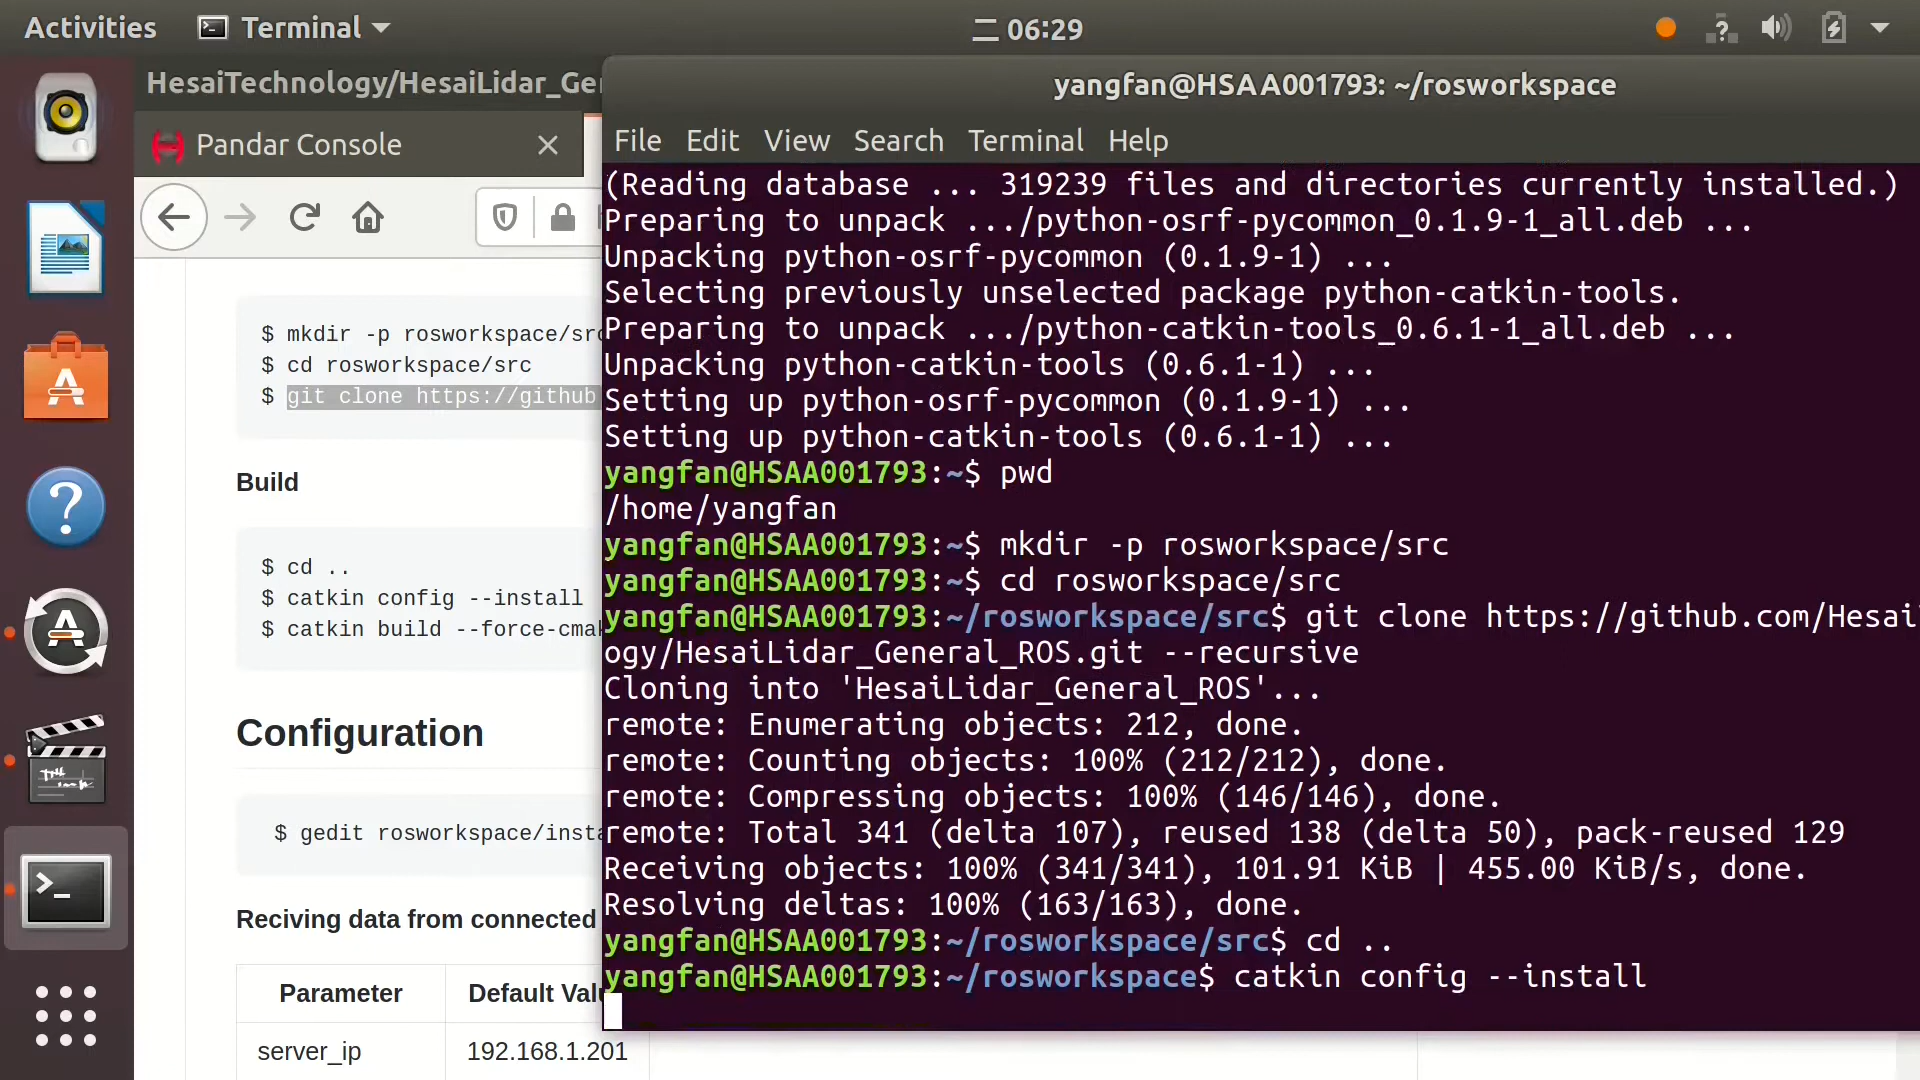 Activities
Terminal
二 06:29
HesaiTechnology/HesaiLidar_Ge
Pandar Console
$ mkdir -p rosworkspace/src
$ cd rosworkspace/src
$ git clone https://github.
Build
$ cd ..
$ catkin config --install
$ catkin build --force-cmak
Configuration
$ gedit rosworkspace/insta
Reciving data from connected
Parameter Default Valu
server_ip 192.168.1.201
yangfan@HSAA001793: ~/rosworkspace
File Edit View Search Terminal Help
(Reading database ... 319239 files and directories currently installed.)
Preparing to unpack .../python-osrf-pycommon_0.1.9-1_all.deb ...
Unpacking python-osrf-pycommon (0.1.9-1) ...
Selecting previously unselected package python-catkin-tools.
Preparing to unpack .../python-catkin-tools_0.6.1-1_all.deb ...
Unpacking python-catkin-tools (0.6.1-1) ...
Setting up python-osrf-pycommon (0.1.9-1) ...
Setting up python-catkin-tools (0.6.1-1) ...
yangfan@HSAA001793:~$ pwd
/home/yangfan
yangfan@HSAA001793:~$ mkdir -p rosworkspace/src
yangfan@HSAA001793:~$ cd rosworkspace/src
yangfan@HSAA001793:~/rosworkspace/src$ git clone https://github.com/Hesai
ogy/HesaiLidar_General_ROS.git --recursive
Cloning into 'HesaiLidar_General_ROS'...
remote: Enumerating objects: 212, done.
remote: Counting objects: 100% (212/212), done.
remote: Compressing objects: 100% (146/146), done.
remote: Total 341 (delta 107), reused 138 (delta 50), pack-reused 129
Receiving objects: 100% (341/341), 101.91 KiB | 455.00 KiB/s, done.
Resolving deltas: 100% (163/163), done.
yangfan@HSAA001793:~/rosworkspace/src$ cd ..
yangfan@HSAA001793:~/rosworkspace$ catkin config --install